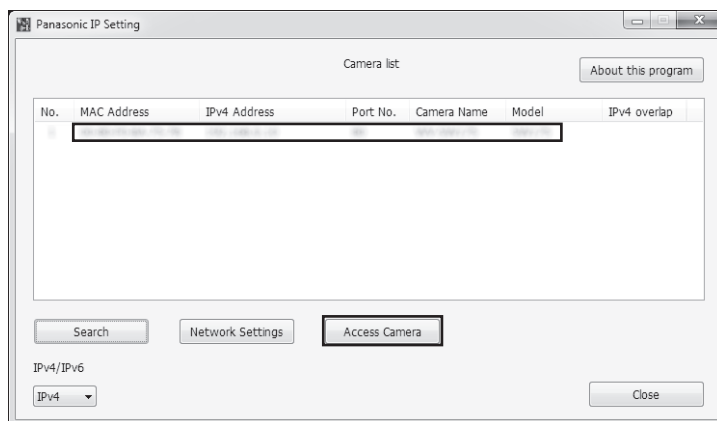 Panasonic IP Setting
Camera list
About this program
No. MAC Address IPv4 Address Port No. Camera Name Model IPv4 overlap
Search Network Settings Access Camera
IPv4/IPv6
IPv4
Close